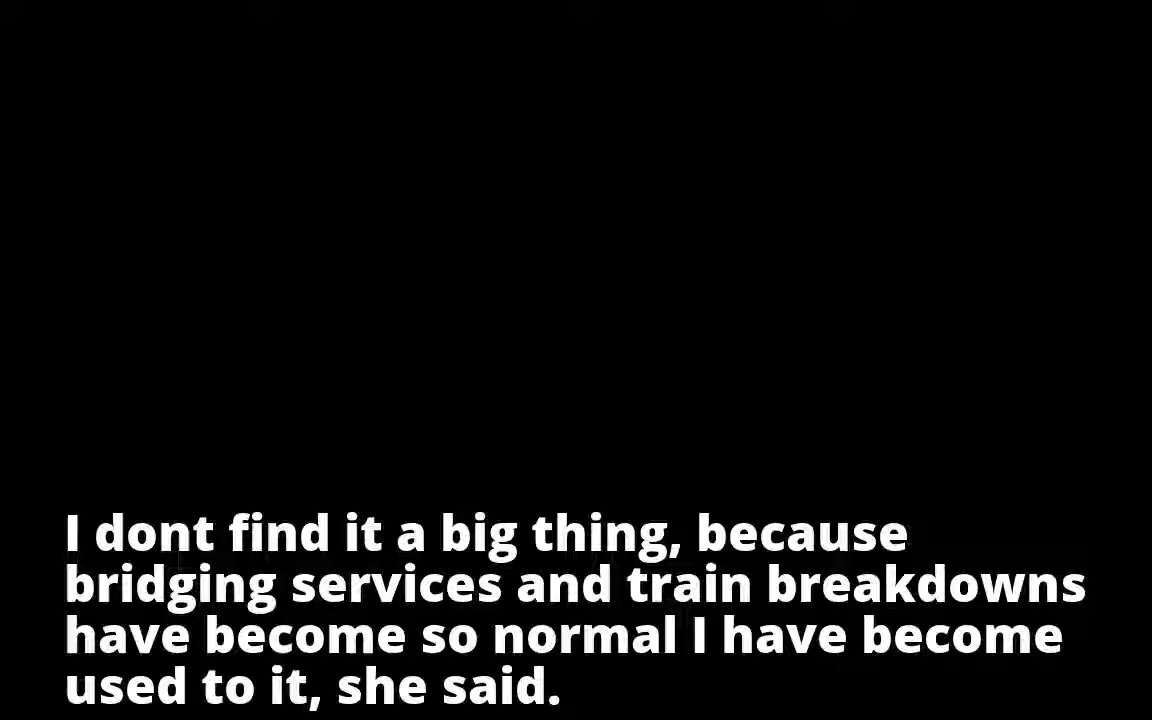 I dont find it a big thing, because
bridging services and train breakdowns
have become so normal I have become
used to it, she said.